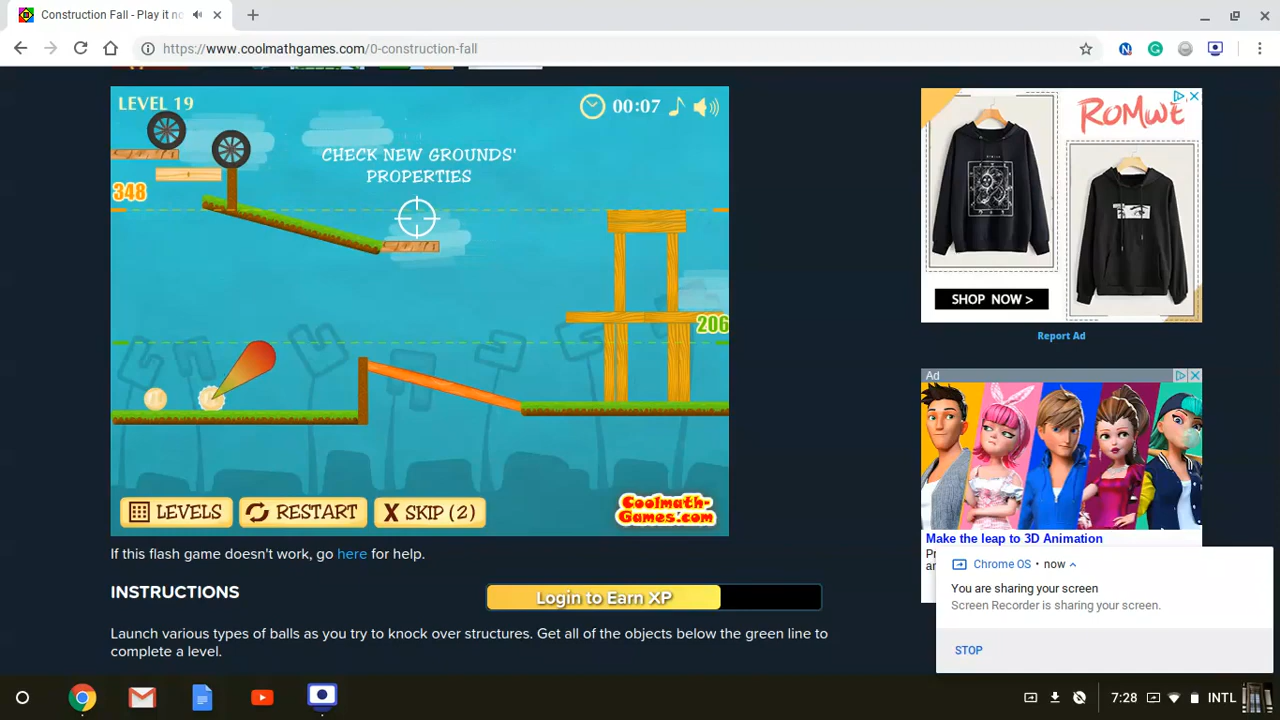 Construction Fall - Play it no
https://www.coolmathgames.com/0-construction-fall
LEVEL 19
00:07
CHECK NEW GROUNDS'
PROPERTIES
348
206
LEVELS
RESTART
X SKIP (2)
Coolmath-
Games.com
If this flash game doesn't work, go here for help.
INSTRUCTIONS
Login to Earn XP
Launch various types of balls as you try to knock over structures. Get all of the objects below the green line to
complete a level.
ROMWE
SHOP NOW >
Report Ad
Ad
Make the leap to 3D Animation
Chrome OS • now
You are sharing your screen
Screen Recorder is sharing your screen.
STOP
7:28
INTL